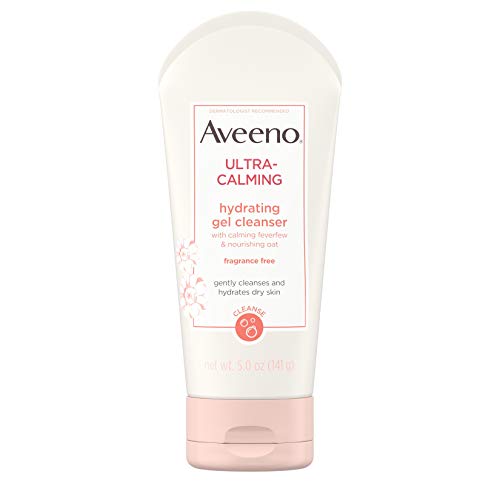 DERMATOLOGIST RECOMMENDED
Aveeno®
ULTRA-
CALMING
hydrating
gel cleanser
with calming feverfew
& nourishing oat
fragrance free
gently cleanses and
hydrates dry skin
CLEANSE
net wt. 5.0 oz (141 g)